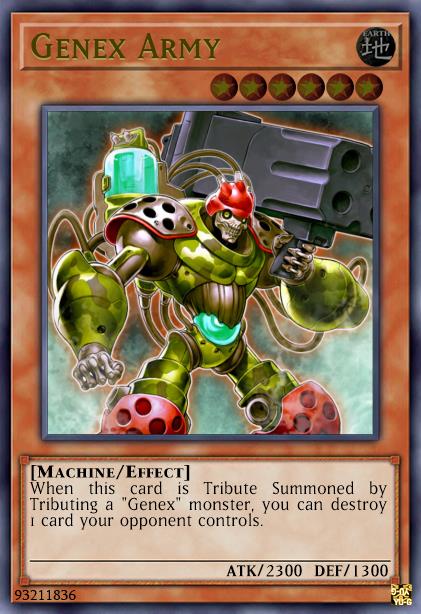 GENEX ARMY
EARTH
地
[MACHINE/EFFECT]
When this card is Tribute Summoned by
Tributing a "Genex" monster, you can destroy
1 card your opponent controls.
ATK/2300 DEF/1300
93211836